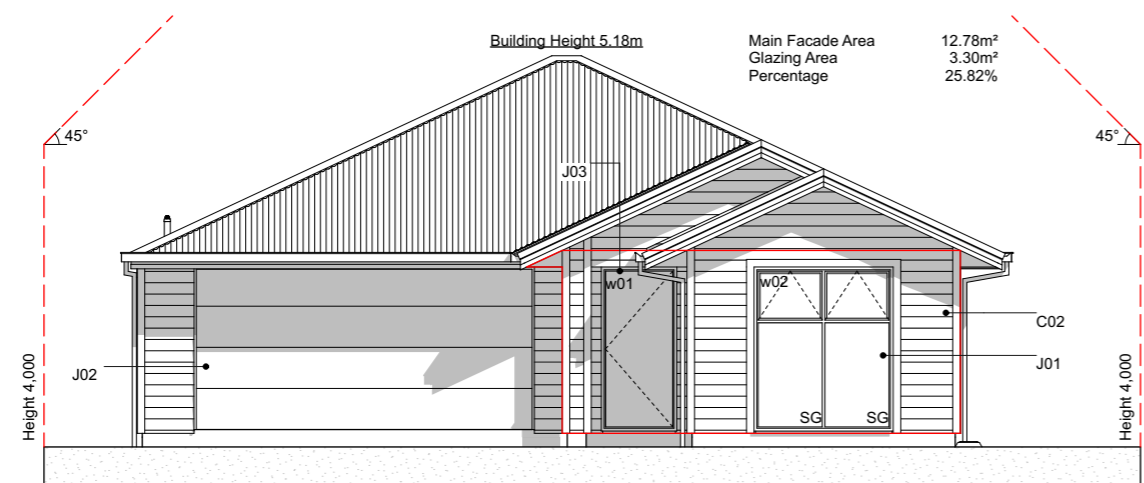 Building Height 5.18m
Main Facade Area 12.78m²
Glazing Area 3.30m²
Percentage 25.82%
45°
45°
J03
w01
w02
C02
J02
J01
SG SG
Height 4,000
Height 4,000